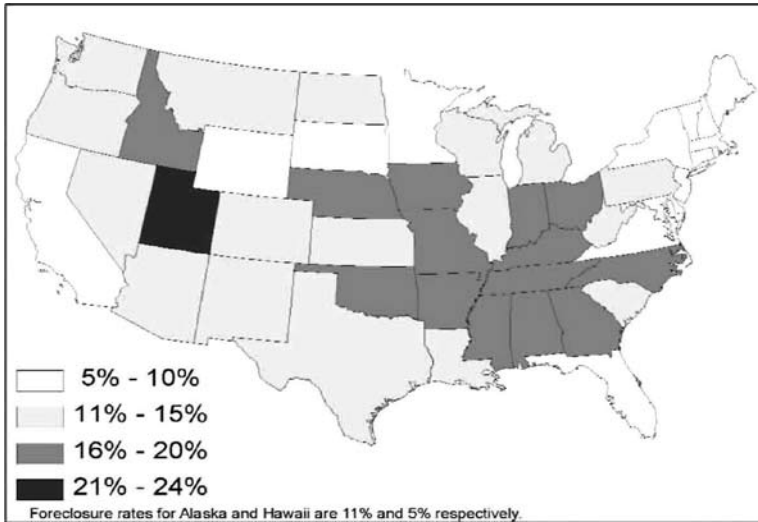 5% - 10%
11% - 15%
16% - 20%
21% - 24%
Foreclosure rates for Alaska and Hawaii are 11% and 5% respectively.